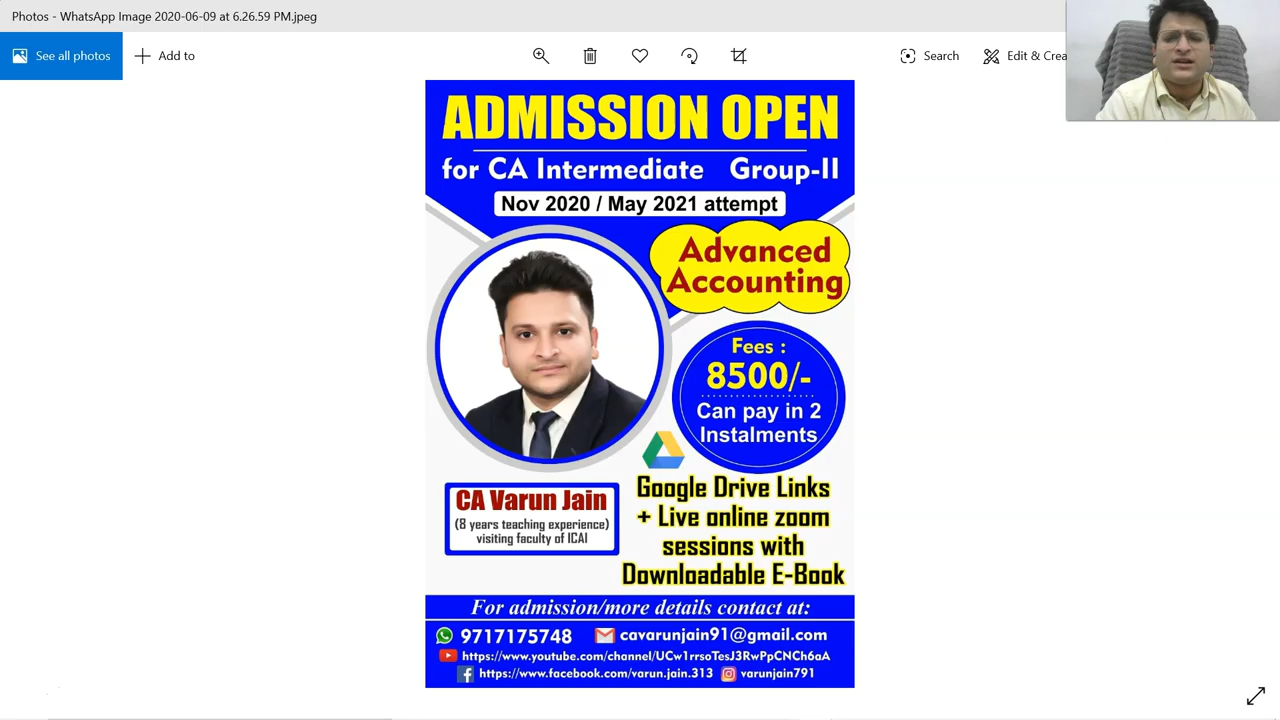 Photos - WhatsApp Image 2020-06-09 at 6.26.59 PM.jpeg
See all photos
Add to
Search
Edit & Crea
ADMISSION OPEN
for CA Intermediate Group-II
Nov 2020 / May 2021 attempt
Advanced
Accounting
Fees :
8500/-
Can pay in 2
Instalments
CA Varun Jain
(8 years teaching experience)
visiting faculty of ICAI
Google Drive Links
+ Live online zoom
sessions with
Downloadable E-Book
For admission/more details contact at:
9717175748 cavarunjain91@gmail.com
https://www.youtube.com/channel/UCw1rrsoTesJ3RwPpCNCh6aA
https://www.facebook.com/varun.jain.313 varunjain791